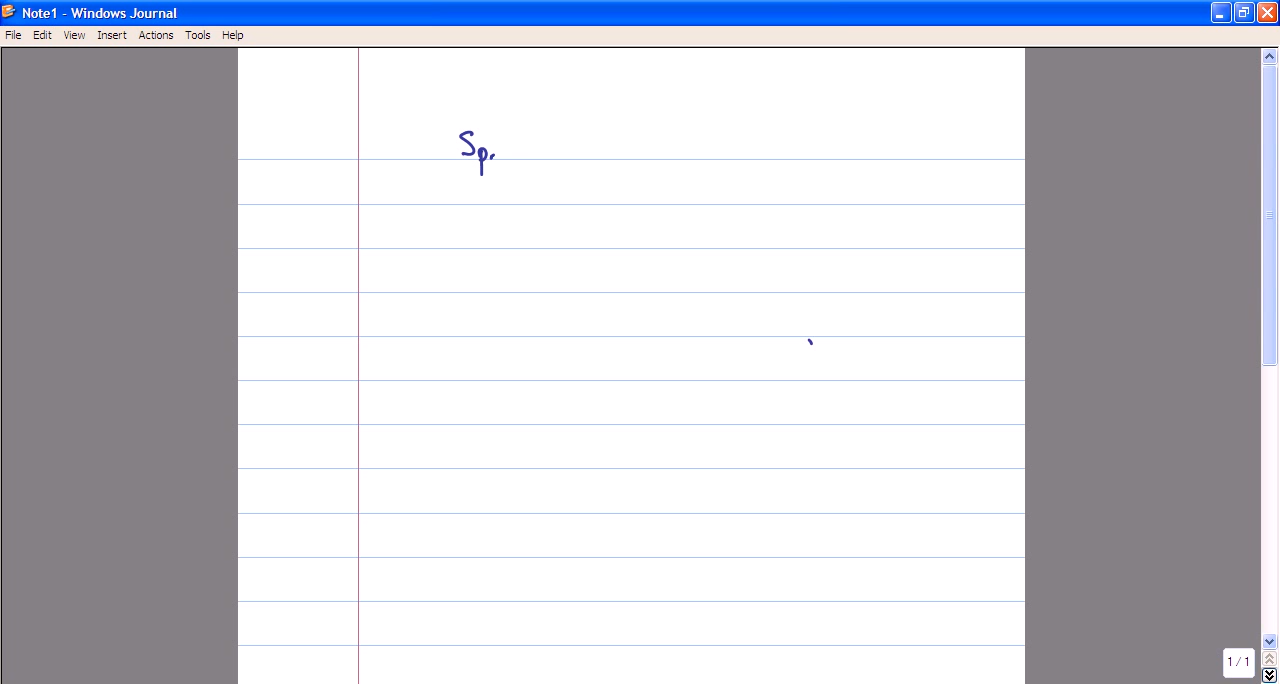 Note1 - Windows Journal
File Edit View Insert Actions Tools Help
Sp.
1 / 1